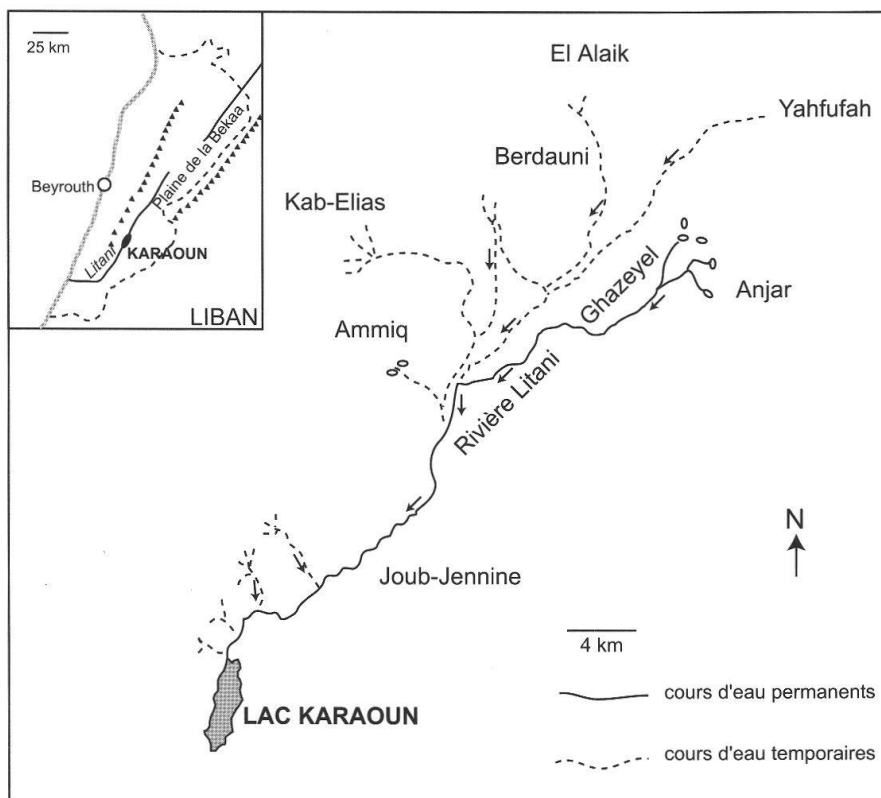 25 km
Beyrouth
Plaine de la Bekaa
Litani
KARAOUN
LIBAN
El Alaik
Yahfufah
Berdauni
Kab-Elias
Ghazeyel
Anjar
Ammiq
Rivière Litani
N
Joub-Jennine
4 km
LAC KARAOUN
cours d'eau permanents
cours d'eau temporaires